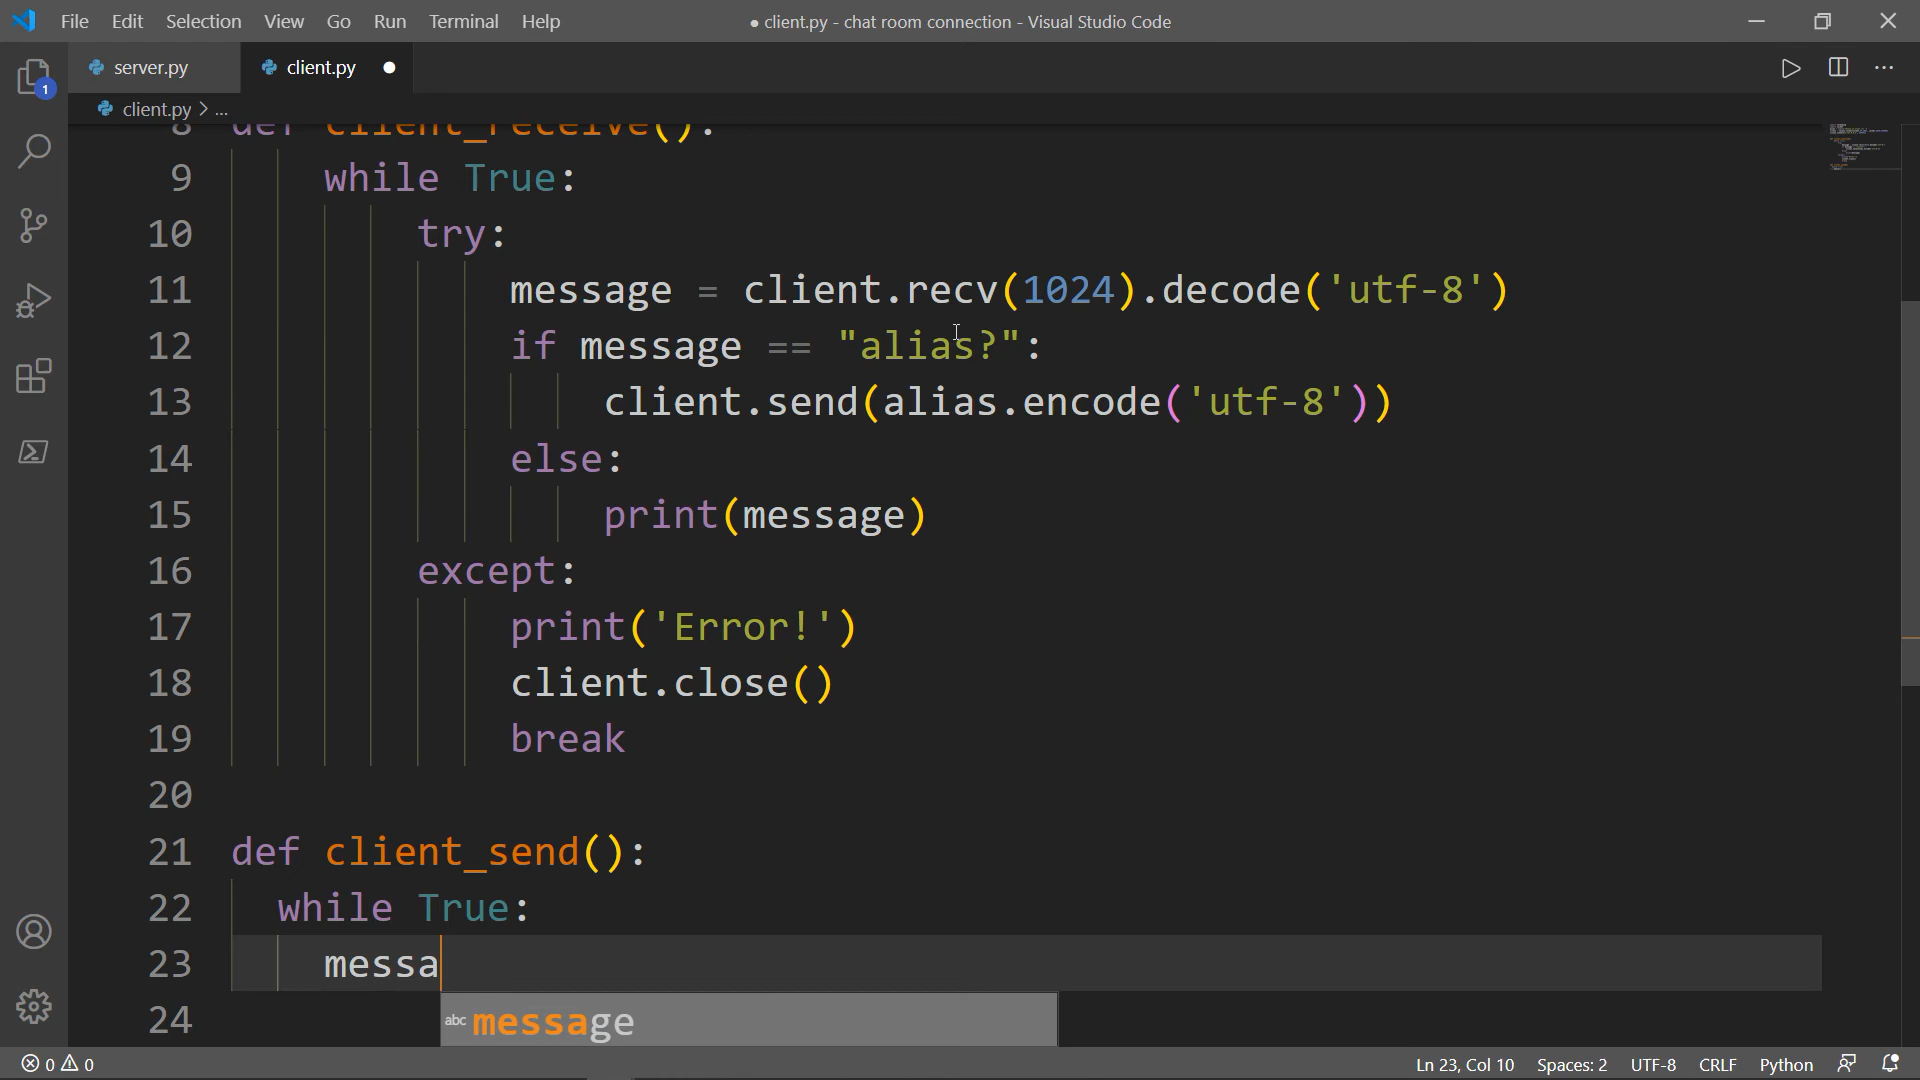 File Edit Selection View Go Run Terminal Help
● client.py - chat room connection - Visual Studio Code
server.py
client.py ●
1
client.py > ...
8 def client_receive():
9 while True:
10 try:
11 message = client.recv(1024).decode('utf-8')
12 if message == "alias?":
13 client.send(alias.encode('utf-8'))
14 else:
15 print(message)
16 except:
17 print('Error!')
18 client.close()
19 break
20
21 def client_send():
22 while True:
23 messa
24
abc message
0 0
Ln 23, Col 10 Spaces: 2 UTF-8 CRLF Python